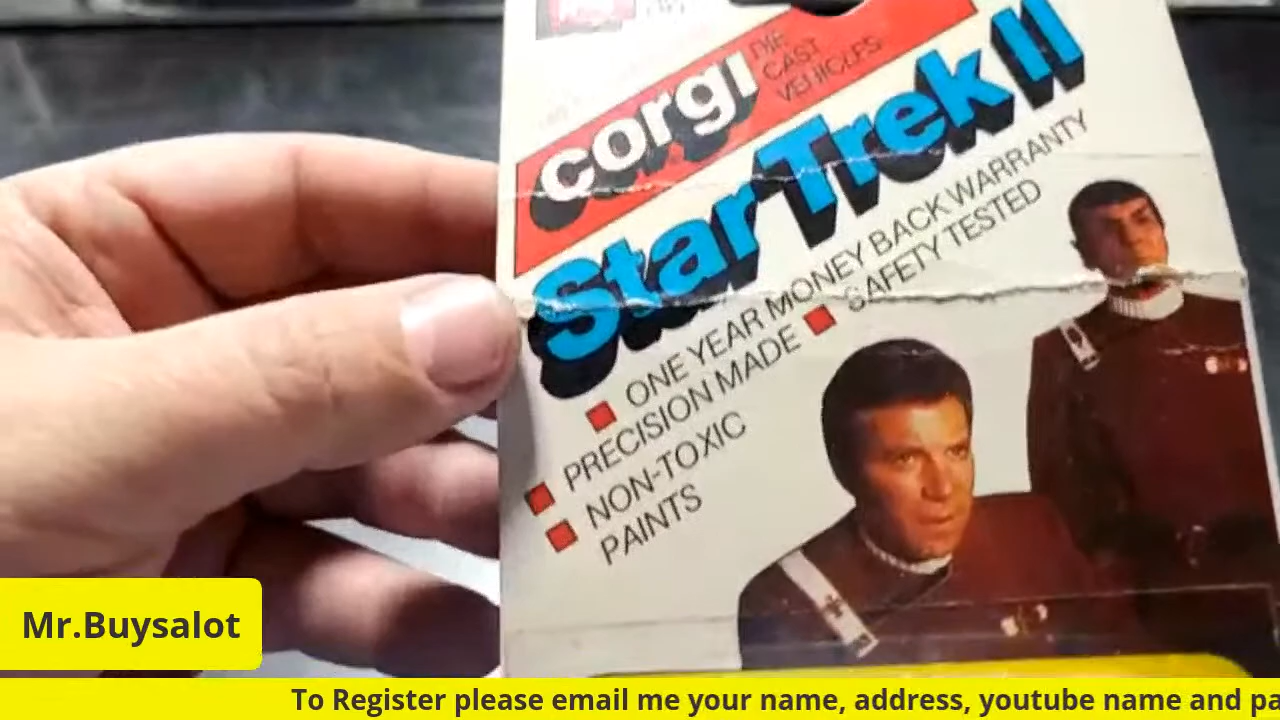 corgi
DIE
CAST
VEHICLES
Star Trek II
ONE YEAR MONEY BACK WARRANTY
PRECISION MADE
SAFETY TESTED
NON-TOXIC
PAINTS
Mr.Buysalot
To Register please email me your name, address, youtube name and pa